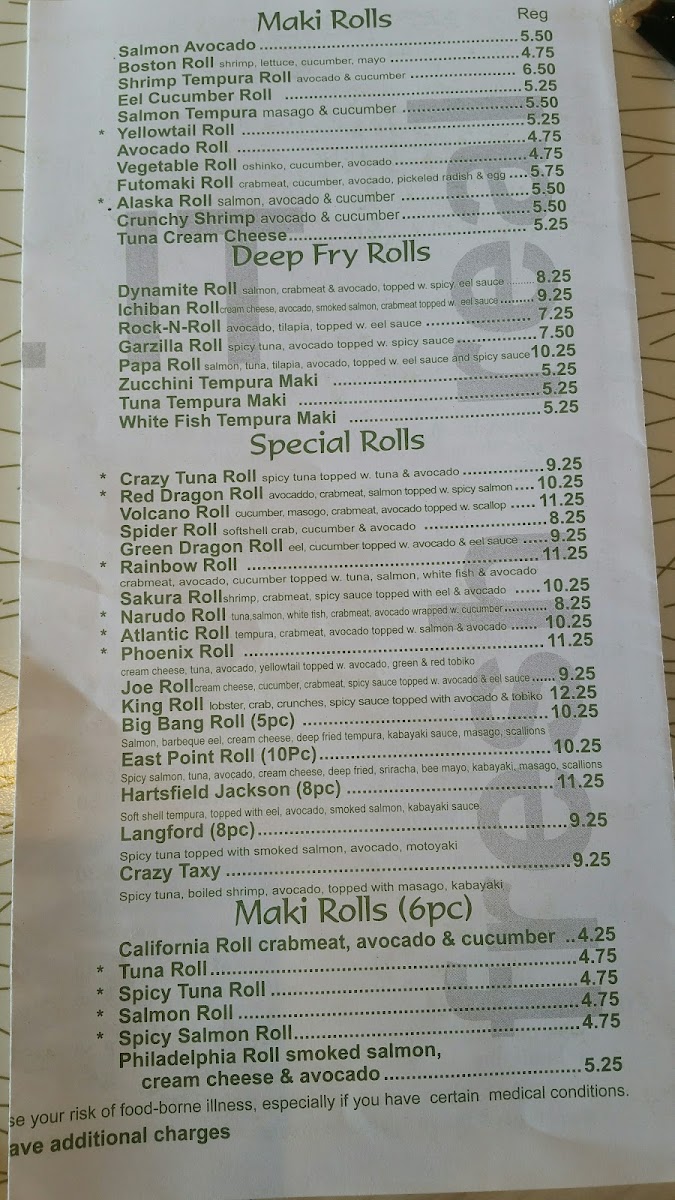 Maki Rolls Reg
Salmon Avocado 5.50
Boston Roll shrimp, lettuce, cucumber, mayo 4.75
Shrimp Tempura Roll avocado & cucumber 6.50
Eel Cucumber Roll 5.25
Salmon Tempura masago & cucumber 5.50
* Yellowtail Roll 5.25
Avocado Roll 4.75
Vegetable Roll oshinko, cucumber, avocado 4.75
Futomaki Roll crabmeat, cucumber, avocado, pickeled radish & egg 5.75
* Alaska Roll salmon, avocado & cucumber 5.50
Crunchy Shrimp avocado & cucumber 5.50
Tuna Cream Cheese 5.25
Deep Fry Rolls
Dynamite Roll salmon, crabmeat & avocado, topped w. spicy eel sauce 8.25
Ichiban Roll cream cheese, avocado, smoked salmon, crabmeat topped w. eel sauce 9.25
Rock-N-Roll avocado, tilapia, topped w. eel sauce 7.25
Garzilla Roll spicy tuna, avocado topped w. spicy sauce 7.50
Papa Roll salmon, tuna, tilapia, avocado, topped w. eel sauce and spicy sauce 10.25
Zucchini Tempura Maki 5.25
Tuna Tempura Maki 5.25
White Fish Tempura Maki 5.25
Special Rolls
* Crazy Tuna Roll spicy tuna topped w. tuna & avocado 9.25
* Red Dragon Roll avocaddo, crabmeat, salmon topped w. spicy salmon 10.25
Volcano Roll cucumber, masogo, crabmeat, avocado topped w. scallop 11.25
Spider Roll softshell crab, cucumber & avocado 8.25
Green Dragon Roll eel, cucumber topped w. avocado & eel sauce 9.25
* Rainbow Roll 11.25
crabmeat, avocado, cucumber topped w. tuna, salmon, white fish & avocado
Sakura Roll shrimp, crabmeat, spicy sauce topped with eel & avocado 10.25
* Narudo Roll tuna,salmon, white fish, crabmeat, avocado wrapped w. cucumber 8.25
* Atlantic Roll tempura, crabmeat, avocado topped w. salmon & avocado 10.25
* Phoenix Roll 11.25
cream cheese, tuna, avocado, yellowtail topped w. avocado, green & red tobiko
Joe Roll cream cheese, cucumber, crabmeat, spicy sauce topped w. avocado & eel sauce 9.25
King Roll lobster, crab, crunches, spicy sauce topped with avocado & tobiko 12.25
Big Bang Roll (5pc) 10.25
Salmon, barbeque eel, cream cheese, deep fried tempura, kabayaki sauce, masago, scallions
East Point Roll (10Pc) 10.25
Spicy salmon, tuna, avocado, cream cheese, deep fried, sriracha, bee mayo, kabayaki, masago, scallions
Hartsfield Jackson (8pc) 11.25
Soft shell tempura, topped with eel, avocado, smoked salmon, kabayaki sauce
Langford (8pc) 9.25
Spicy tuna topped with smoked salmon, avocado, motoyaki
Crazy Taxy 9.25
Spicy tuna, boiled shrimp, avocado, topped with masago, kabayaki
Maki Rolls (6pc)
California Roll crabmeat, avocado & cucumber 4.25
* Tuna Roll 4.75
* Spicy Tuna Roll 4.75
* Salmon Roll 4.75
* Spicy Salmon Roll 4.75
Philadelphia Roll smoked salmon,
cream cheese & avocado 5.25
se your risk of food-borne illness, especially if you have certain medical conditions.
ave additional charges